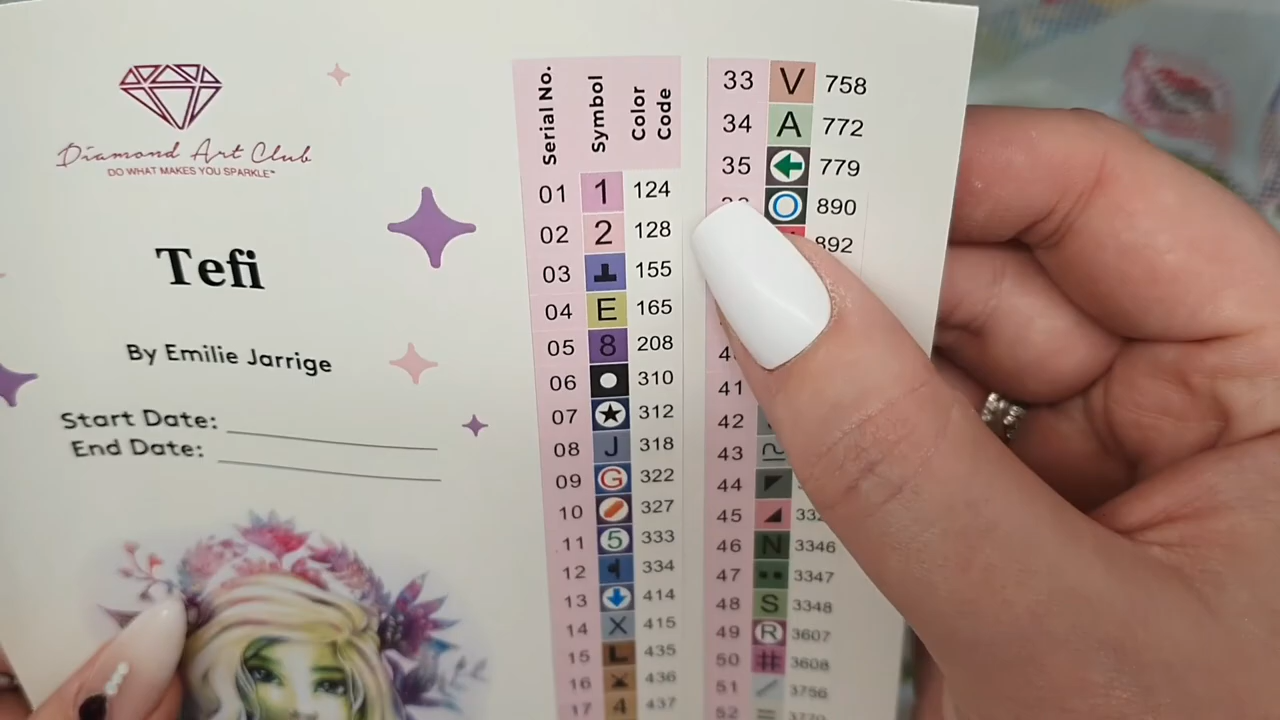 Diamond Art Club
DO WHAT MAKES YOU SPARKLE™
Tefi
By Emilie Jarrige
Start Date:
End Date:
Serial No. Symbol Color Code
01 1 124
02 2 128
03 155
04 E 165
05 8 208
06 310
07 312
08 J 318
09 G 322
10 327
11 5 333
12 334
13 414
14 X 415
15 L 435
16 436
17 4 437
33 V 758
34 A 772
35 779
890
892
41
42
43
44
45
46 N 3346
47 3347
48 S 3348
49 R 3607
50 # 3608
51 3756
52